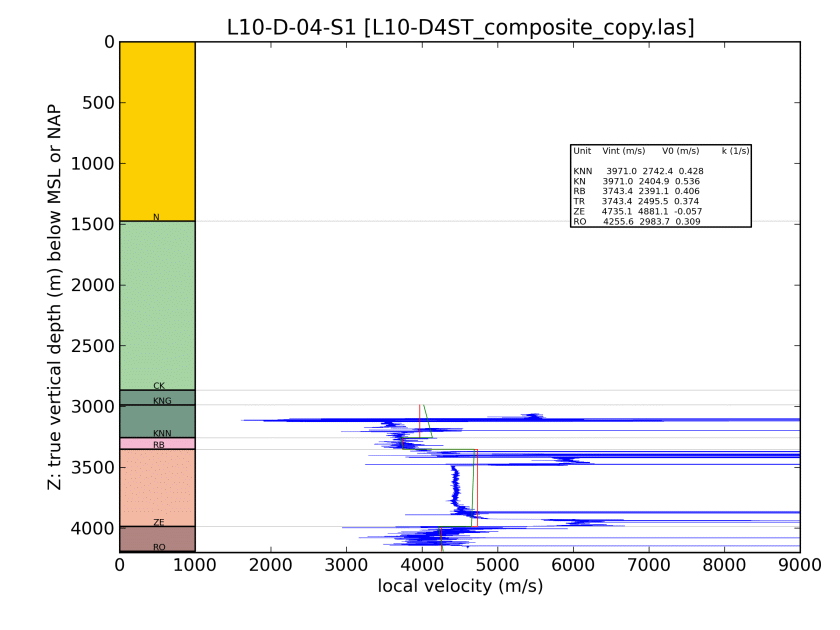 L10-D-04-S1 [L10-D4ST_composite_copy.las]
Z: true vertical depth (m) below MSL or NAP
0
500
1000
1500
2000
2500
3000
3500
4000
N
CK
KNG
KNN
RB
ZE
RO
Unit Vint (m/s) V0 (m/s) k (1/s)
KNN 3971.0 2742.4 0.428
KN 3971.0 2404.9 0.536
RB 3743.4 2391.1 0.406
TR 3743.4 2495.5 0.374
ZE 4735.1 4881.1 -0.057
RO 4255.6 2983.7 0.309
0 1000 2000 3000 4000 5000 6000 7000 8000 9000
local velocity (m/s)